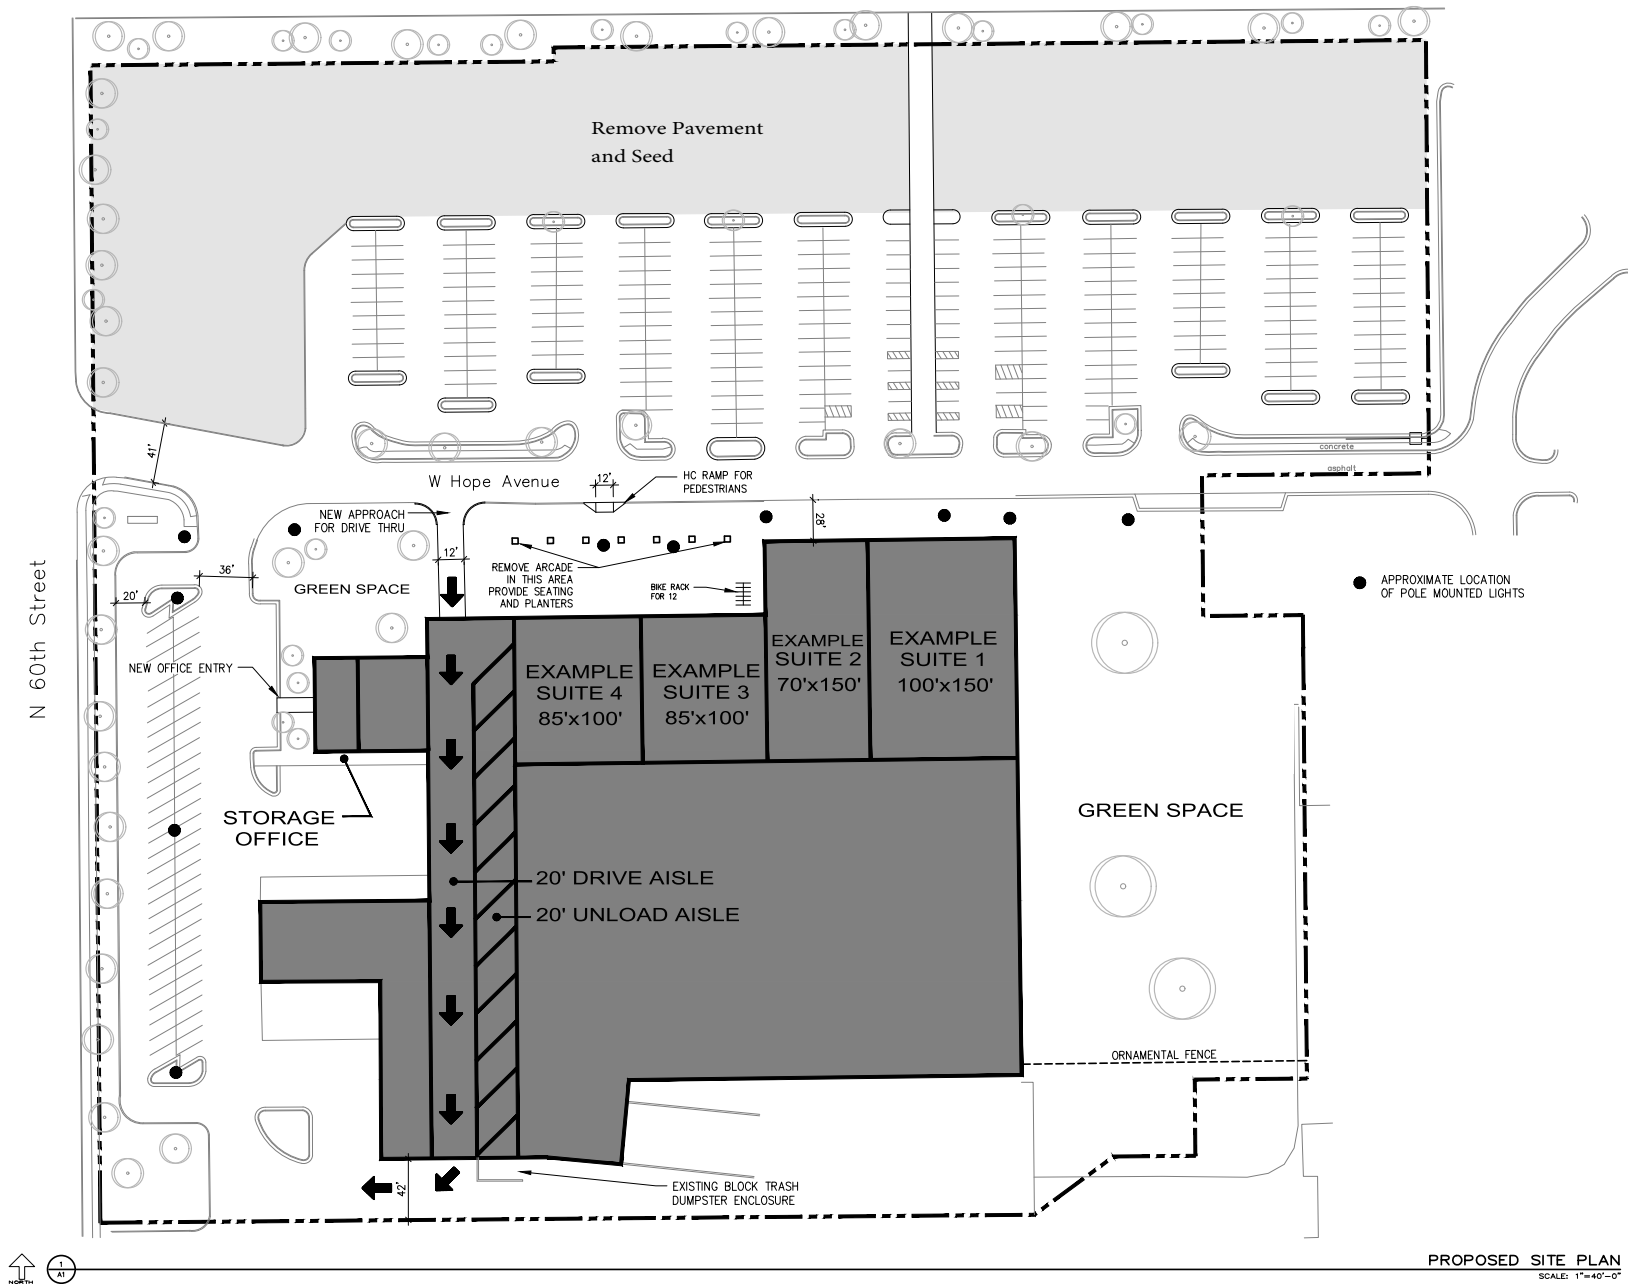 Remove Pavement
and Seed
41'
concrete
asphalt
W Hope Avenue
12'
HC RAMP FOR
PEDESTRIANS
NEW APPROACH
FOR DRIVE THRU
28'
12'
36'
20'
REMOVE ARCADE
IN THIS AREA
PROVIDE SEATING
AND PLANTERS
BIKE RACK
FOR 12
GREEN SPACE
APPROXIMATE LOCATION
OF POLE MOUNTED LIGHTS
N 60th Street
NEW OFFICE ENTRY
EXAMPLE
SUITE 4
85'x100'
EXAMPLE
SUITE 3
85'x100'
EXAMPLE
SUITE 2
70'x150'
EXAMPLE
SUITE 1
100'x150'
STORAGE
OFFICE
GREEN SPACE
20' DRIVE AISLE
20' UNLOAD AISLE
ORNAMENTAL FENCE
42'
EXISTING BLOCK TRASH
DUMPSTER ENCLOSURE
NORTH
1
A1
PROPOSED SITE PLAN
SCALE: 1"=40'-0"